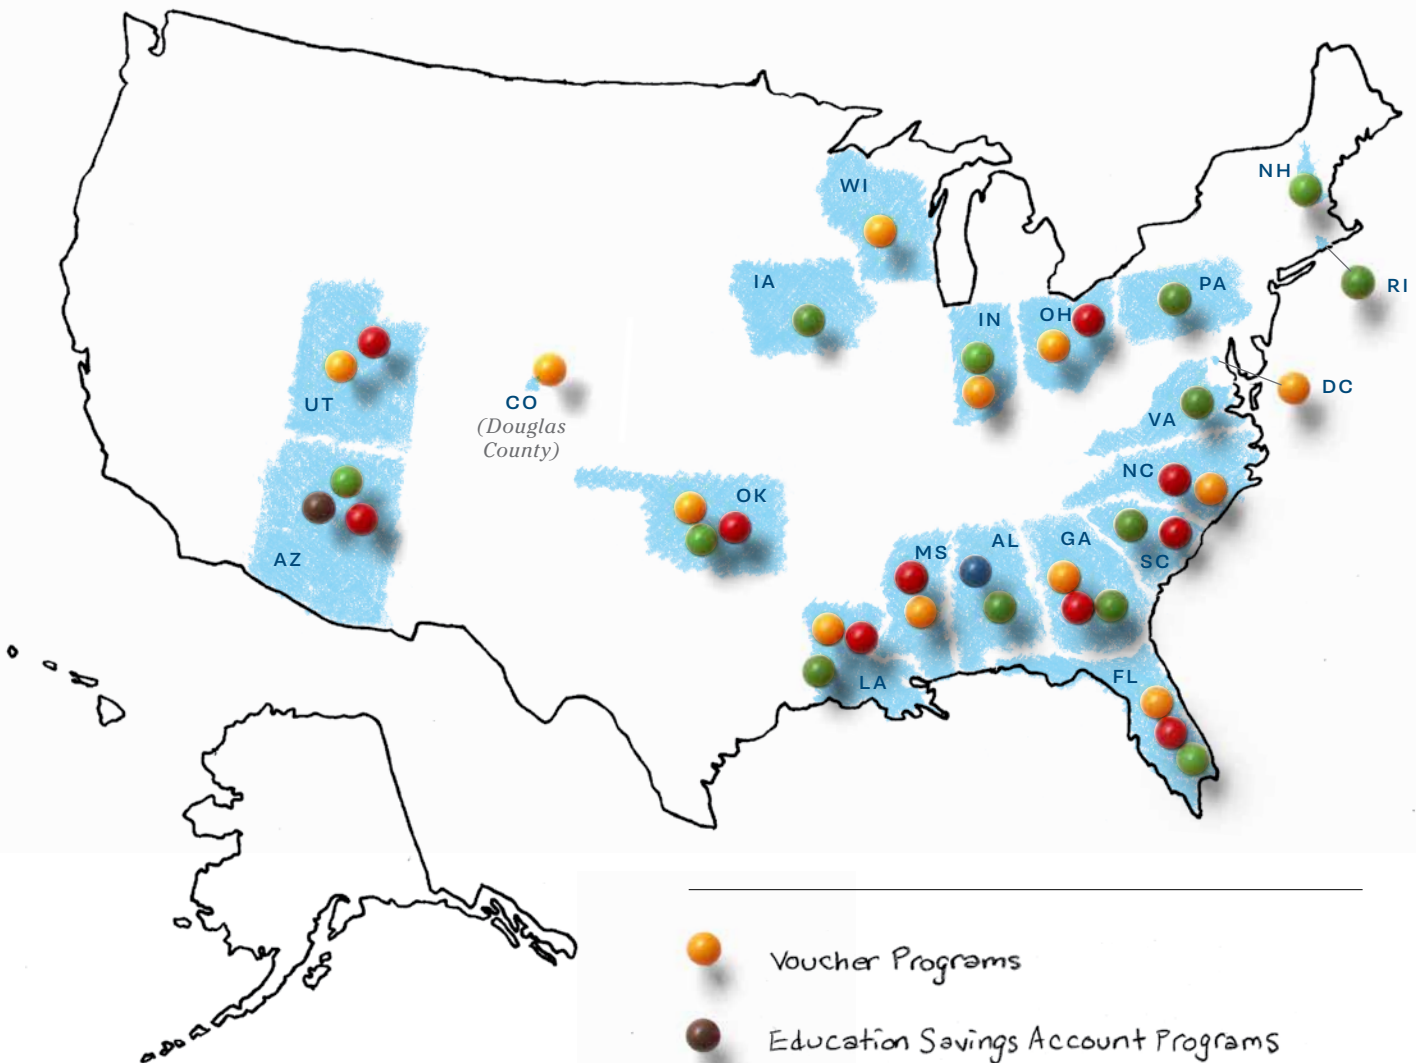 NH
WI
IA
PA
RI
IN
OH
DC
UT
CO
(Douglas
County)
VA
NC
OK
AL
GA
MS
SC
AZ
LA
FL
Voucher Programs
Education Savings Account Programs